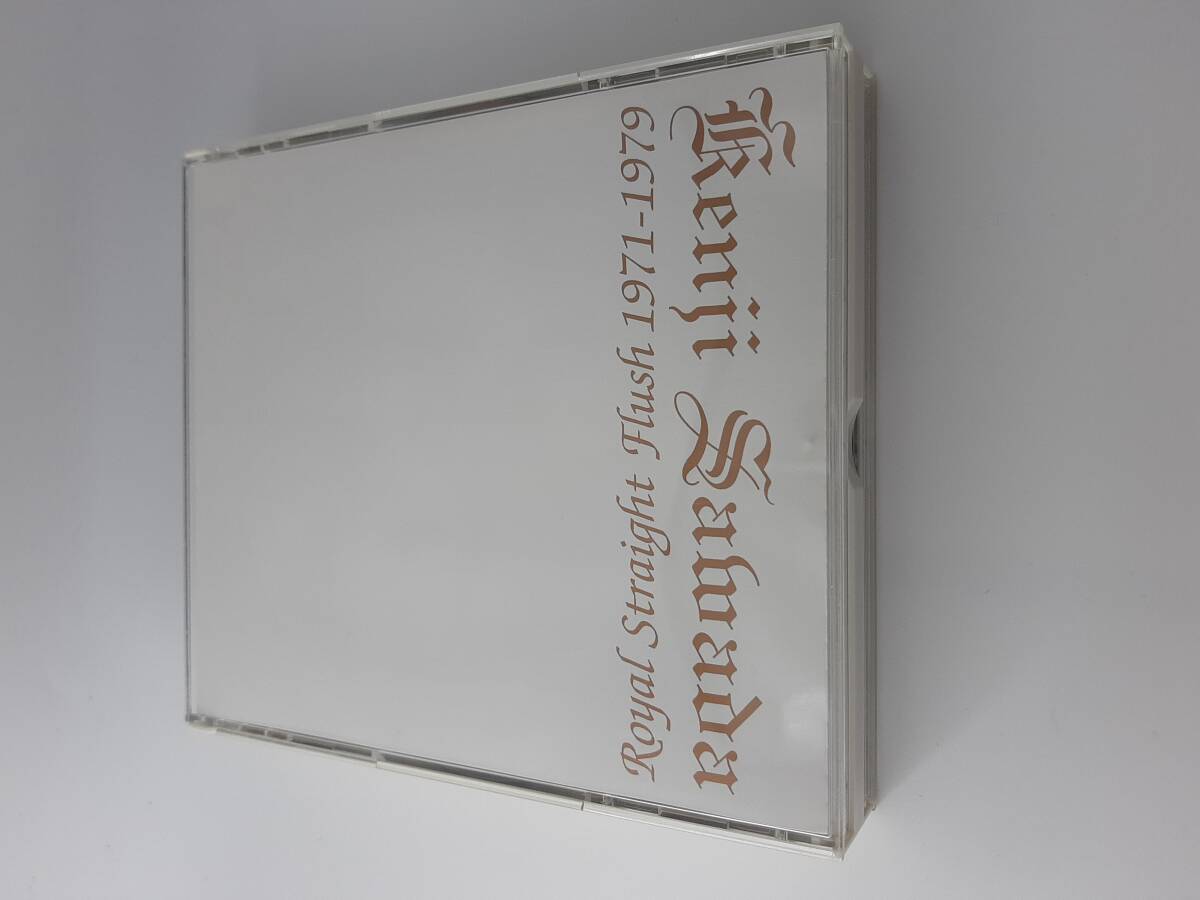 Royal Straight Flush 1971-1979
Kenji Sawada